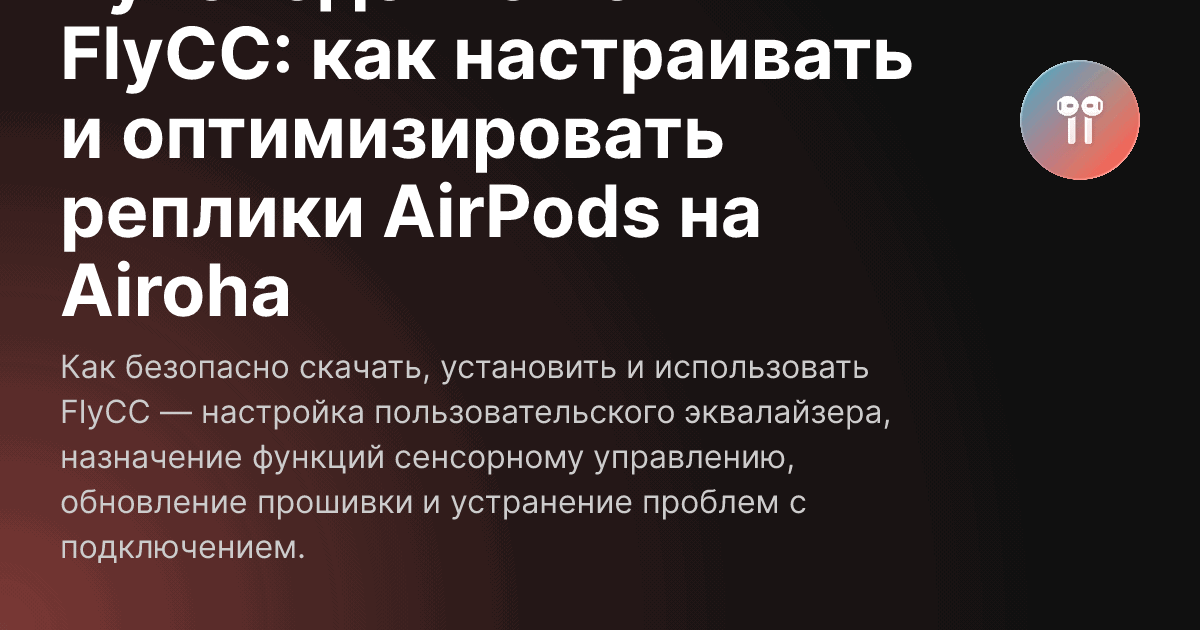 FlyCC: как настраивать
и оптимизировать
реплики AirPods на
Airoha
Как безопасно скачать, установить и использовать
FlyCC — настройка пользовательского эквалайзера,
назначение функций сенсорному управлению,
обновление прошивки и устранение проблем с
подключением.